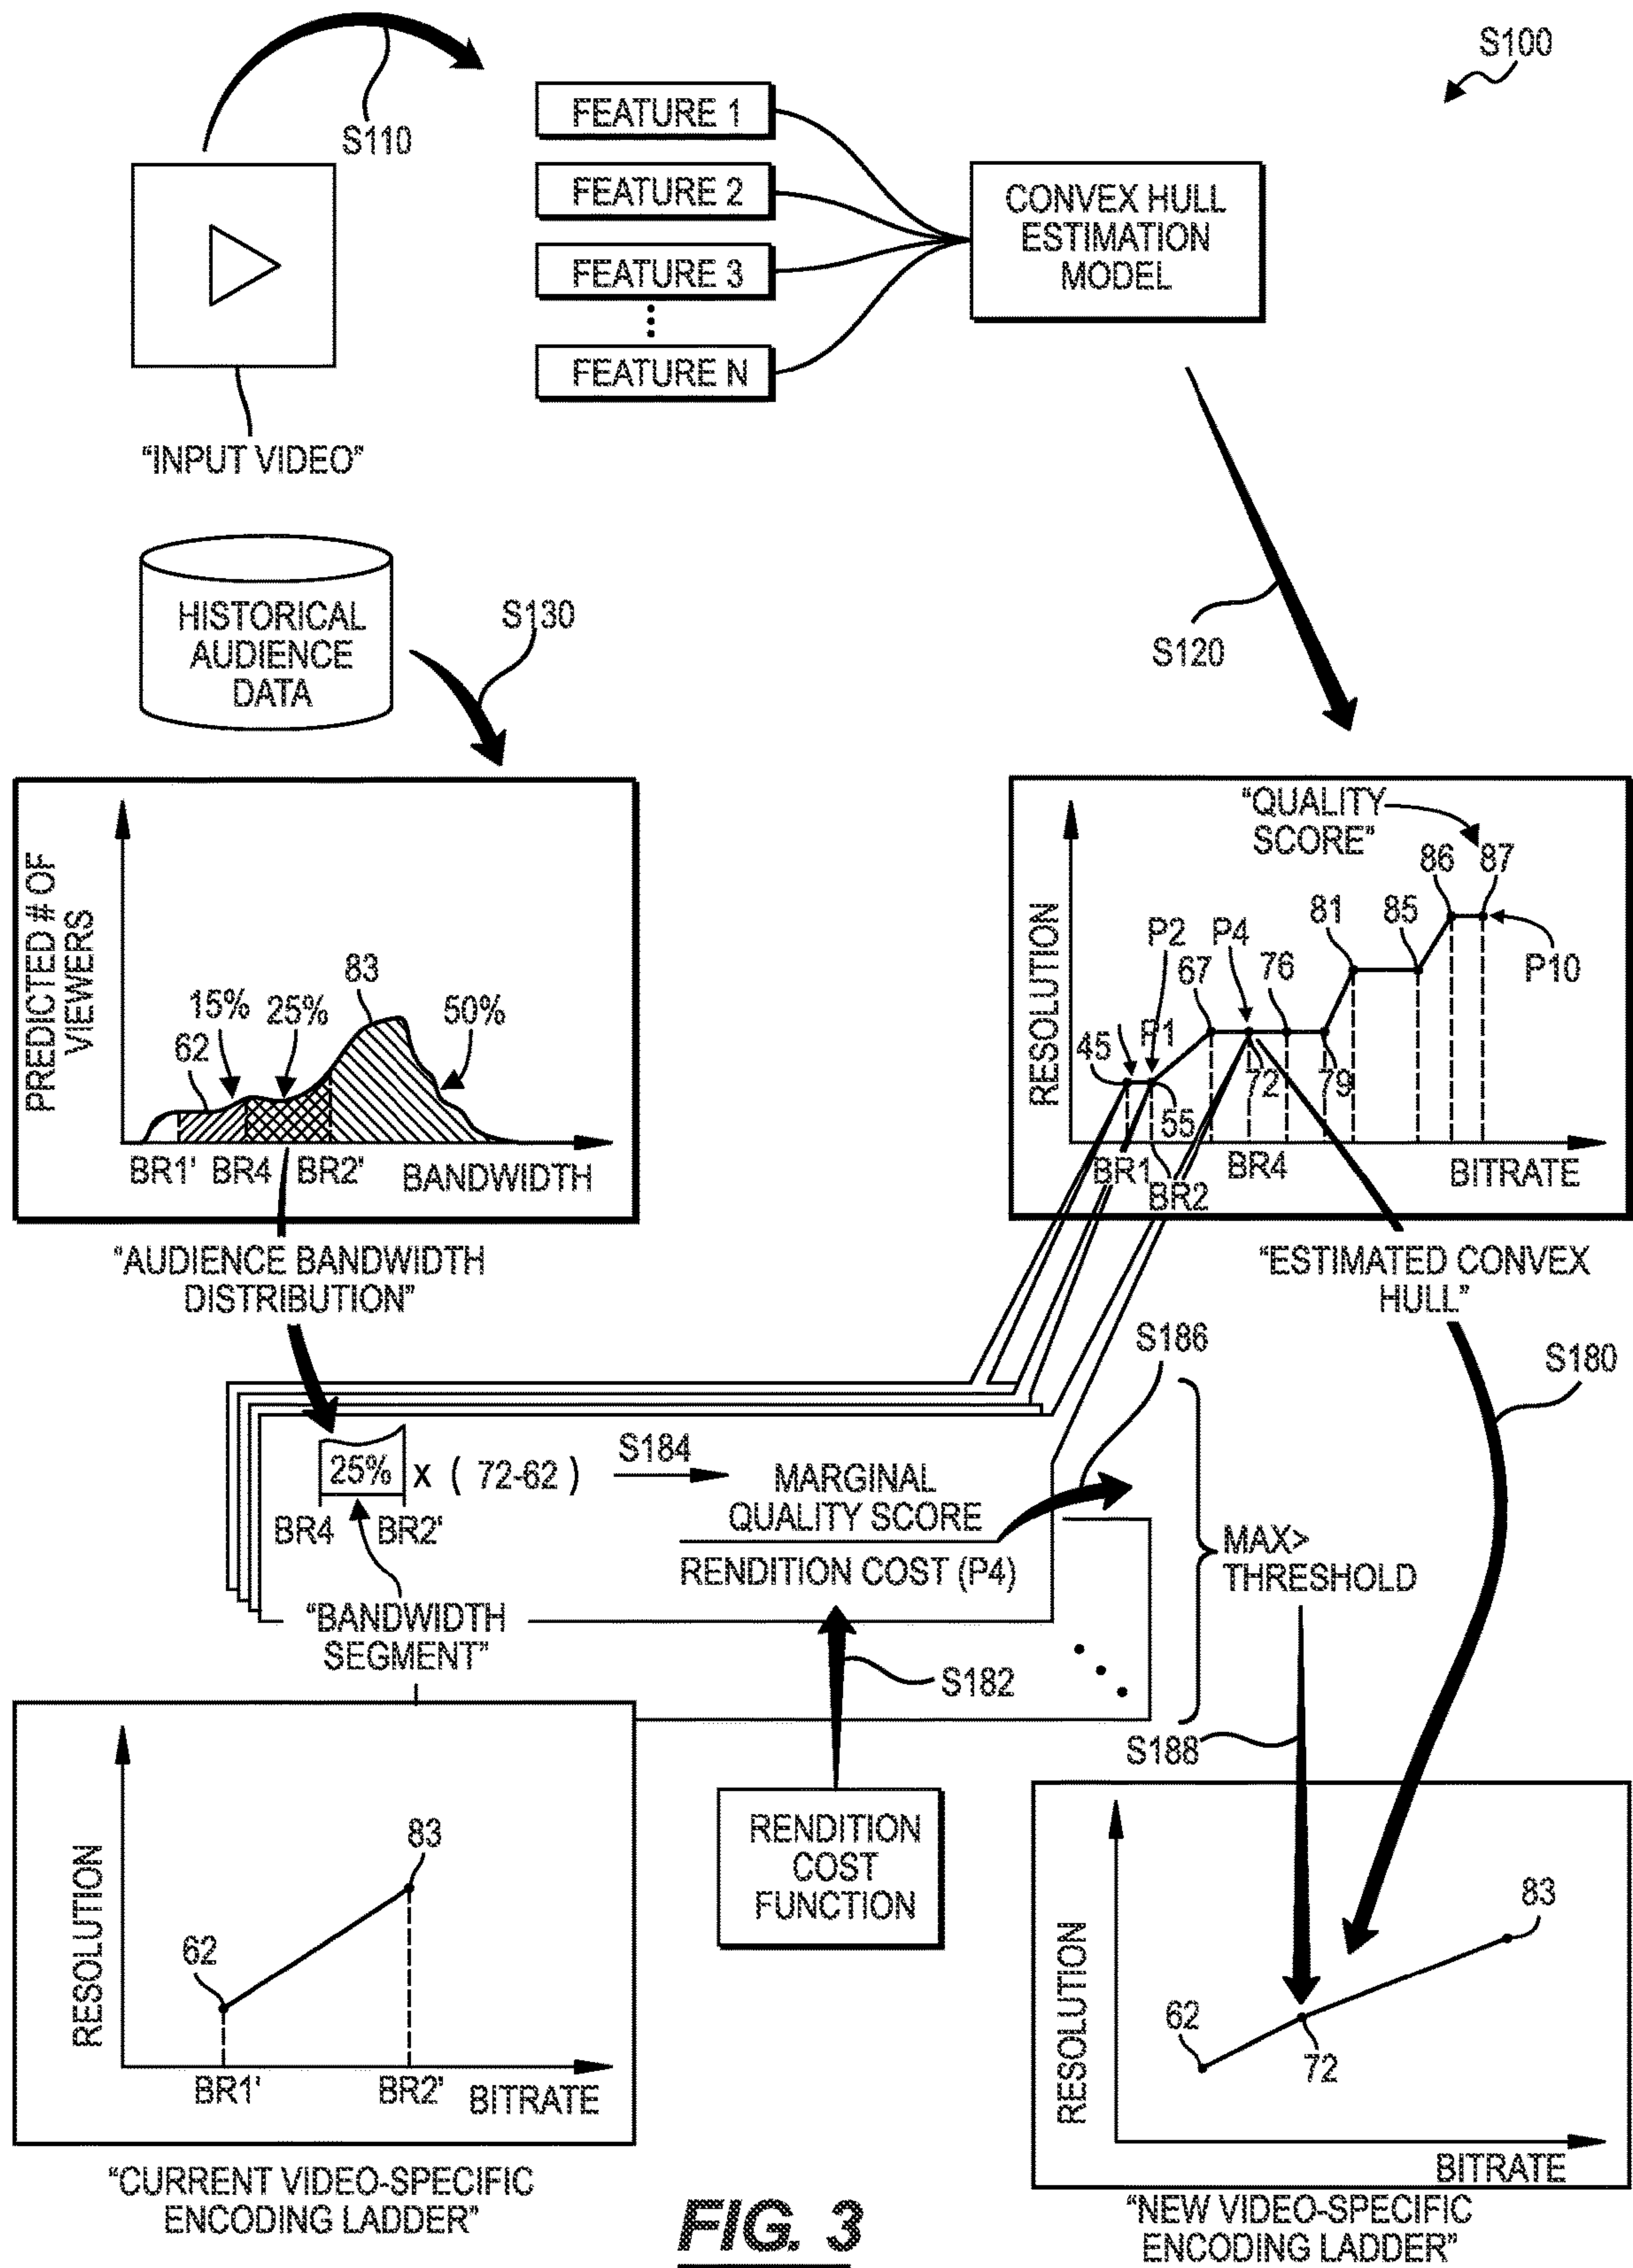 S100
S110
FEATURE 1
FEATURE 2
FEATURE 3
FEATURE N
CONVEX HULL
ESTIMATION
MODEL
"INPUT VIDEO"
HISTORICAL
AUDIENCE
DATA
S130
S120
PREDICTED # OF
VIEWERS
62
15%
25%
83
50%
BR1'
BR4
BR2'
BANDWIDTH
"AUDIENCE BANDWIDTH
DISTRIBUTION"
"QUALITY
SCORE"
RESOLUTION
45
P1
P2
55
67
P4
72
76
79
81
85
86
87
P10
BR1
BR2
BR4
BITRATE
"ESTIMATED CONVEX
HULL"
S186
S180
25%
x ( 72-62 )
S184
BR4
BR2'
MARGINAL
QUALITY SCORE
RENDITION COST (P4)
"BANDWIDTH
SEGMENT"
MAX>
THRESHOLD
S182
S188
RENDITION
COST
FUNCTION
RESOLUTION
62
83
BR1'
BR2'
BITRATE
"CURRENT VIDEO-SPECIFIC
ENCODING LADDER"
RESOLUTION
62
72
83
BITRATE
"NEW VIDEO-SPECIFIC
ENCODING LADDER"
FIG. 3